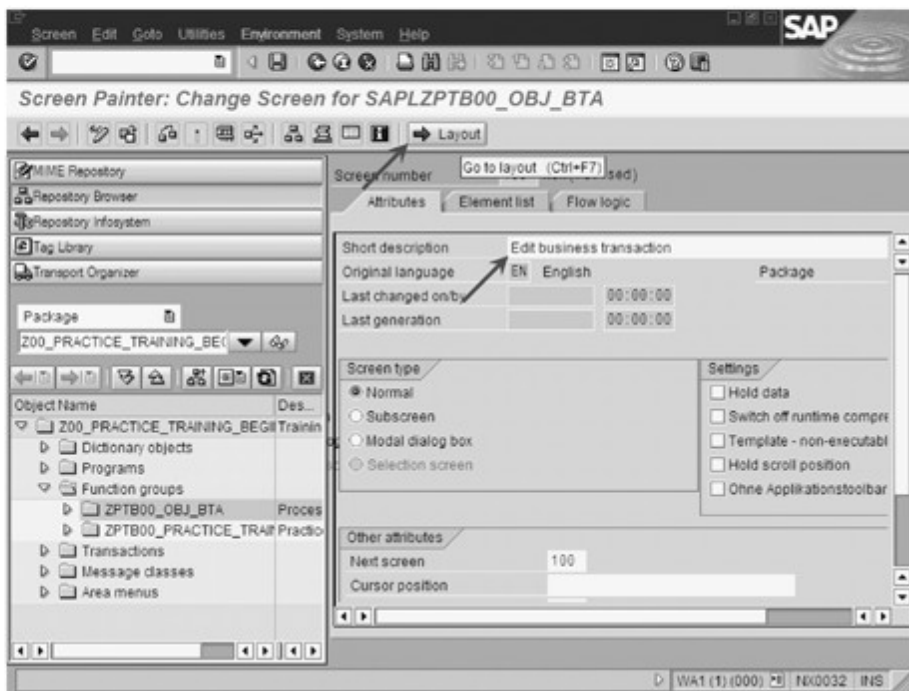 Screen Edit Goto Utilities Environment System Help
SAP
Screen Painter: Change Screen for SAPLZPTB00_OBJ_BTA
Layout
MIME Repository
Repository Browser
Repository Infosystem
Tag Library
Transport Organizer
Package
Z00_PRACTICE_TRAINING_BEG
Object Name Des...
Z00_PRACTICE_TRAINING_BEGI Trainin
Dictionary objects
Programs
Function groups
ZPTB00_OBJ_BTA Proces
ZPTB00_PRACTICE_TRAI Practic
Transactions
Message classes
Area menus
Screen number sed)
Go to layout (Ctrl+F7)
Attributes Element list Flow logic
Short description Edit business transaction
Original language EN English Package
Last changed on/by 00:00:00
Last generation 00:00:00
Screen type
Normal
Subscreen
Modal dialog box
Selection screen
Settings
Hold data
Switch off runtime compre
Template - non-executabl
Hold scroll position
Ohne Applikationstoolbar
Other attributes
Next screen 100
Cursor position
WA1 (1) (000) NX0032 INS